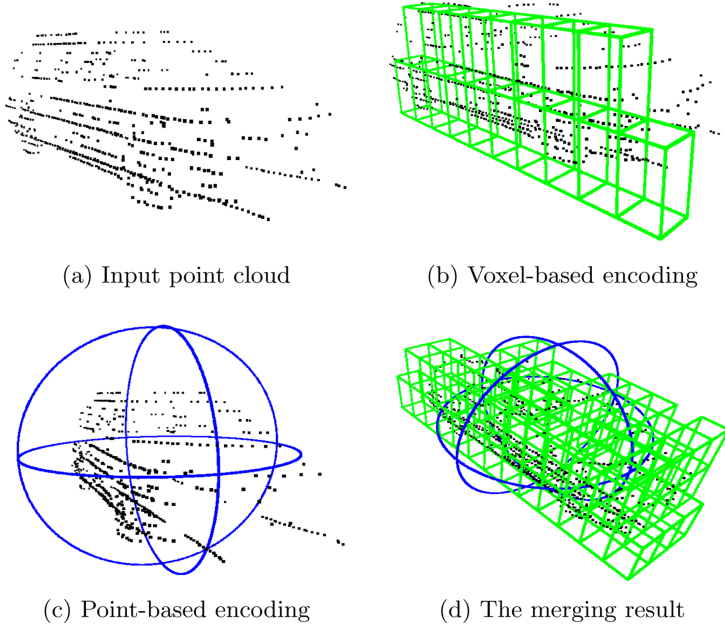 (a) Input point cloud
(b) Voxel-based encoding
(c) Point-based encoding
(d) The merging result